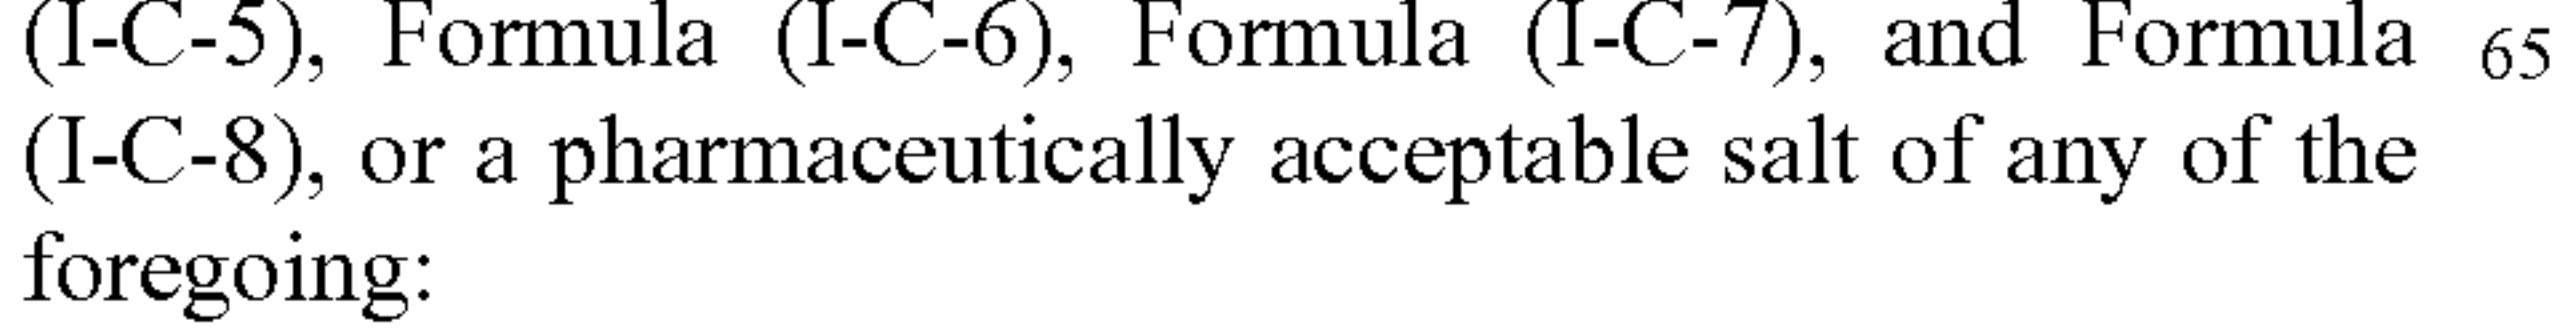 (I-C-5), Formula (I-C-6), Formula (I-C-7), and Formula 65
(I-C-8), or a pharmaceutically acceptable salt of any of the
foregoing: